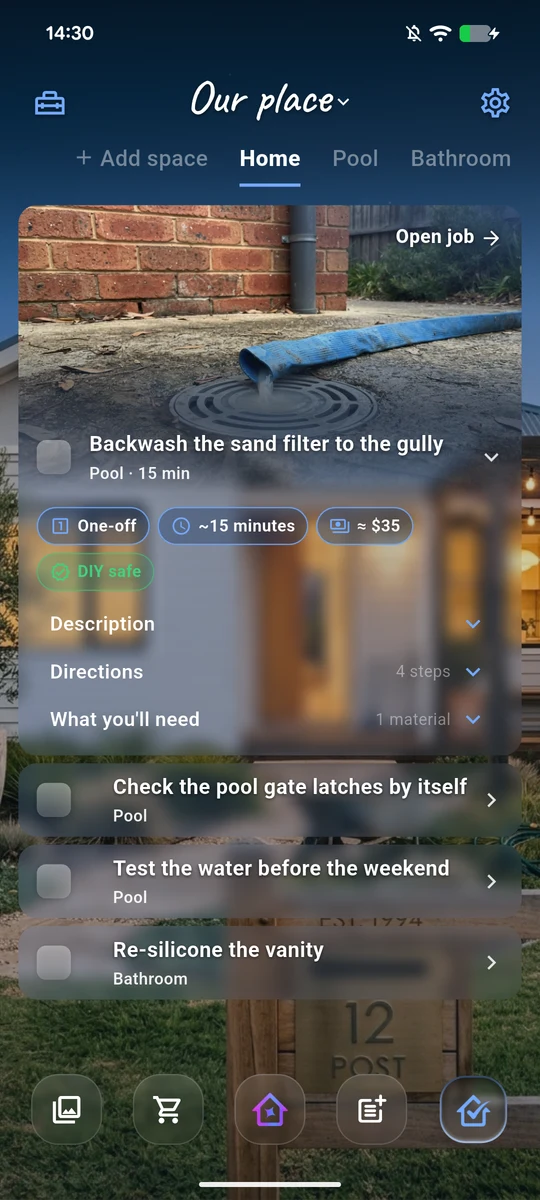 14:30
Our place
+ Add space Home Pool Bathroom
Open job
Backwash the sand filter to the gully
Pool · 15 min
One-off ~15 minutes ≈ $35
DIY safe
Description
Directions 4 steps
What you'll need 1 material
Check the pool gate latches by itself
Pool
Test the water before the weekend
Pool
EST. 1994
Re-silicone the vanity
Bathroom
12
POST